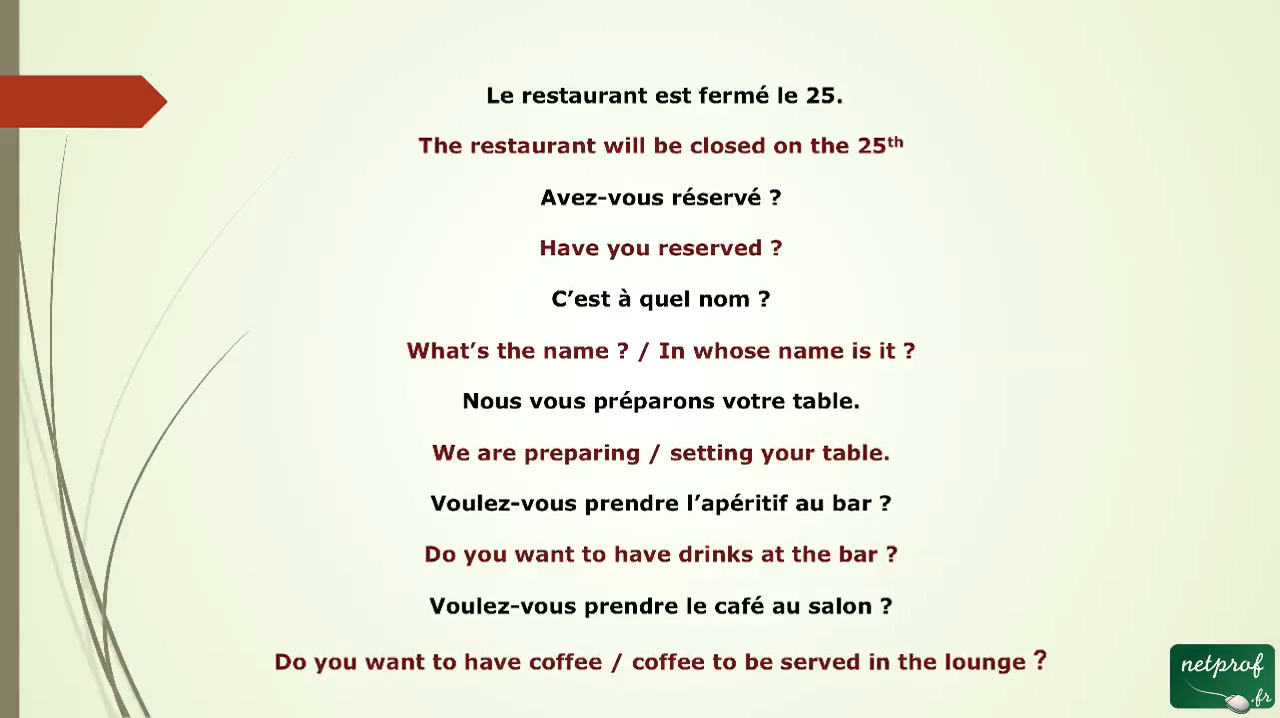 Le restaurant est fermé le 25.
The restaurant will be closed on the 25th
Avez-vous réservé ?
Have you reserved ?
C’est à quel nom ?
What’s the name ? / In whose name is it ?
Nous vous préparons votre table.
We are preparing / setting your table.
Voulez-vous prendre l’apéritif au bar ?
Do you want to have drinks at the bar ?
Voulez-vous prendre le café au salon ?
Do you want to have coffee / coffee to be served in the lounge ?
netprof
.fr